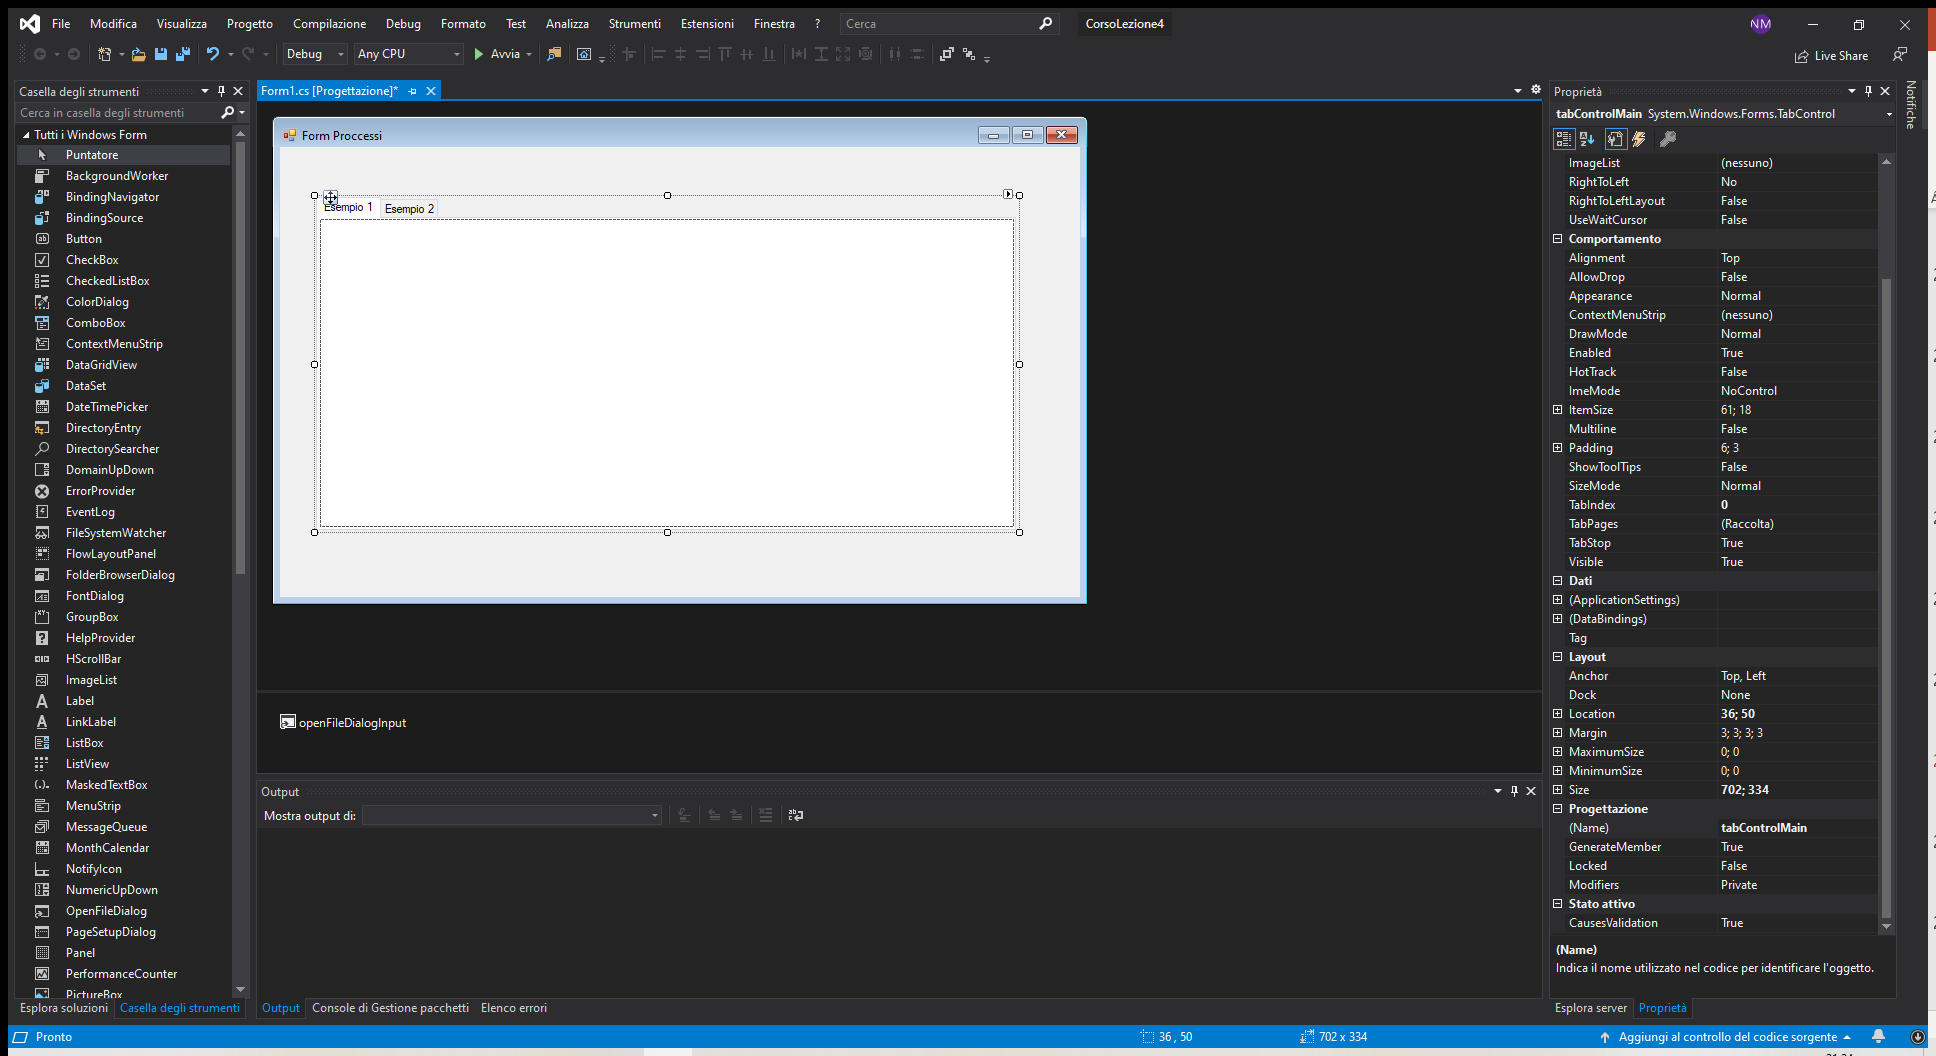 File Modifica Visualizza Progetto Compilazione Debug Formato Test Analizza Strumenti Estensioni Finestra ? Cerca CorsoLezione4 NM
Debug Any CPU Avvia Live Share
Casella degli strumenti
Cerca in casella degli strumenti
Tutti i Windows Form
Puntatore
BackgroundWorker
BindingNavigator
BindingSource
Button
CheckBox
CheckedListBox
ColorDialog
ComboBox
ContextMenuStrip
DataGridView
DataSet
DateTimePicker
DirectoryEntry
DirectorySearcher
DomainUpDown
ErrorProvider
EventLog
FileSystemWatcher
FlowLayoutPanel
FolderBrowserDialog
FontDialog
GroupBox
HelpProvider
HScrollBar
ImageList
Label
LinkLabel
ListBox
ListView
MaskedTextBox
MenuStrip
MessageQueue
MonthCalendar
NotifyIcon
NumericUpDown
OpenFileDialog
PageSetupDialog
Panel
PerformanceCounter
PictureBox
Esplora soluzioni Casella degli strumenti
Form1.cs [Progettazione]*
Form Proccessi
Esempio 1 Esempio 2
openFileDialogInput
Output
Mostra output di:
Output Console di Gestione pacchetti Elenco errori
Proprietà
tabControlMain System.Windows.Forms.TabControl
ImageList (nessuno)
RightToLeft No
RightToLeftLayout False
UseWaitCursor False
Comportamento
Alignment Top
AllowDrop False
Appearance Normal
ContextMenuStrip (nessuno)
DrawMode Normal
Enabled True
HotTrack False
ImeMode NoControl
ItemSize 61; 18
Multiline False
Padding 6; 3
ShowToolTips False
SizeMode Normal
TabIndex 0
TabPages (Raccolta)
TabStop True
Visible True
Dati
(ApplicationSettings)
(DataBindings)
Tag
Layout
Anchor Top, Left
Dock None
Location 36; 50
Margin 3; 3; 3; 3
MaximumSize 0; 0
MinimumSize 0; 0
Size 702; 334
Progettazione
(Name) tabControlMain
GenerateMember True
Locked False
Modifiers Private
Stato attivo
CausesValidation True
(Name)
Indica il nome utilizzato nel codice per identificare l'oggetto.
Esplora server Proprietà
Notifiche
Pronto 36 , 50 702 x 334 Aggiungi al controllo del codice sorgente